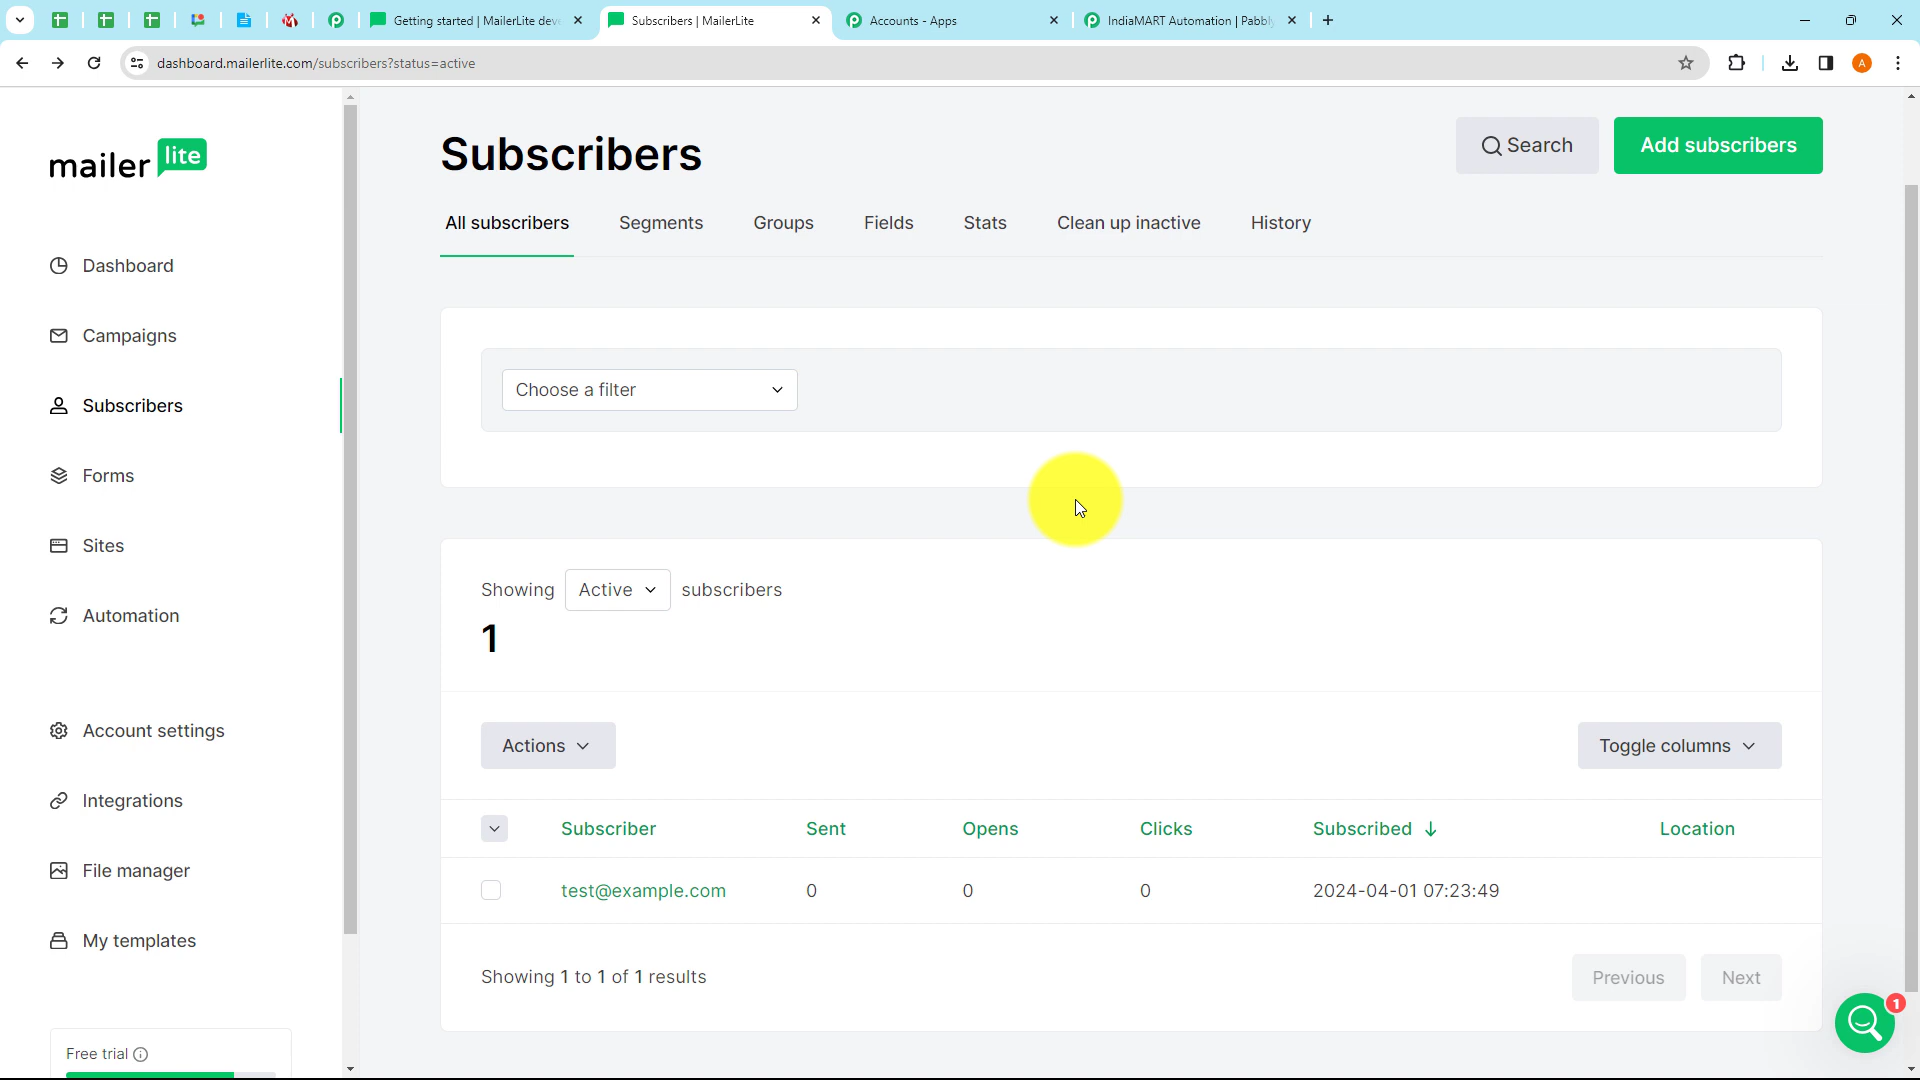 Getting started | MailerLite deve
Subscribers | MailerLite
Accounts - Apps
IndiaMART Automation | Pabbly
dashboard.mailerlite.com/subscribers?status=active
A
mailer lite
Dashboard
Campaigns
Subscribers
Forms
Sites
Automation
Account settings
Integrations
File manager
My templates
Free trial
Subscribers
Search
Add subscribers
All subscribers
Segments
Groups
Fields
Stats
Clean up inactive
History
Choose a filter
Showing Active subscribers
1
Actions
Toggle columns
Subscriber Sent Opens Clicks Subscribed ↓ Location
test@example.com 0 0 0 2024-04-01 07:23:49
Showing 1 to 1 of 1 results
Previous
Next
1